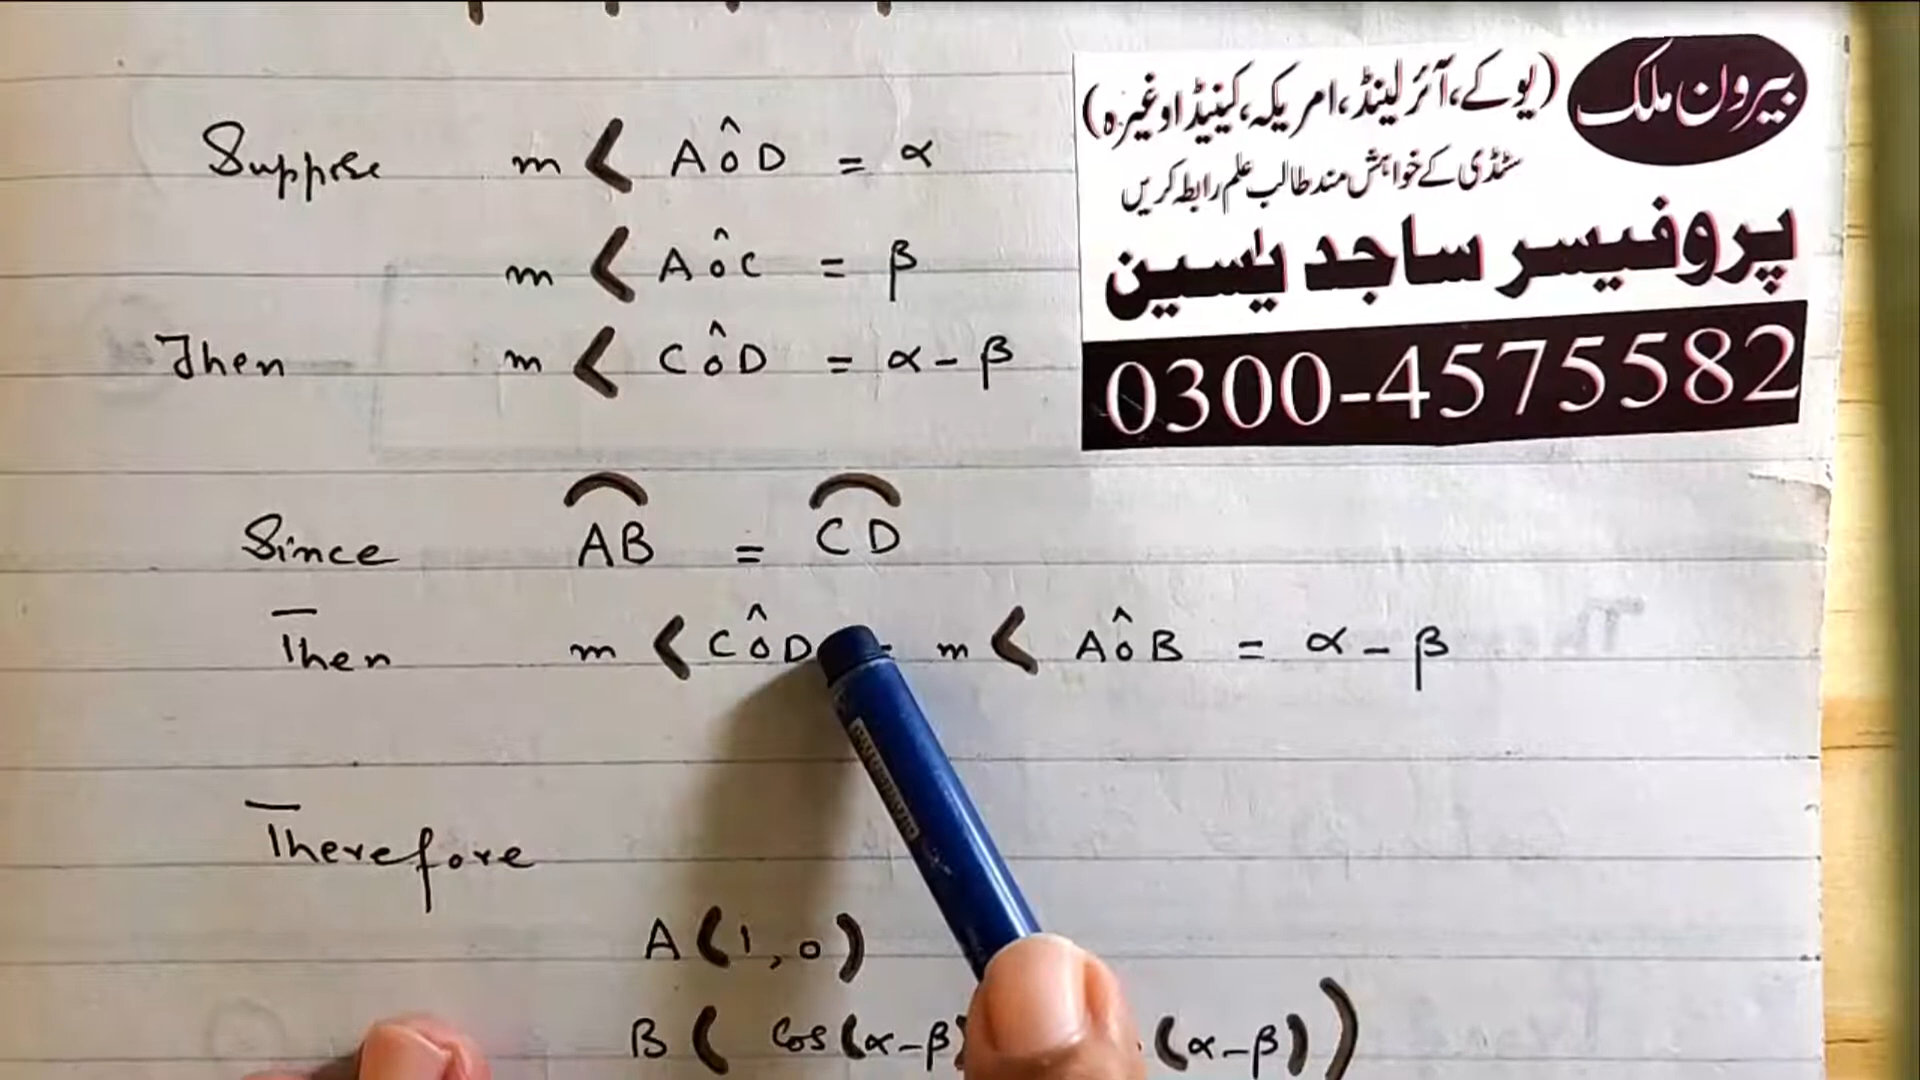 Suppose m < AÔD = α
m < AÔC = β
Then m < CÔD = α - β
Since AB = CD
Then m < CÔD = m < AÔB = α - β
Therefore
A (1, 0)
B ( Cos (α-β) (α-β))
بیرون ملک (یوکے، آئرلینڈ، امریکہ، کینیڈا وغیرہ)
سٹڈی کے خواہش مند طالب علم رابطہ کریں
پروفیسر ساجد یٰسین
0300-4575582